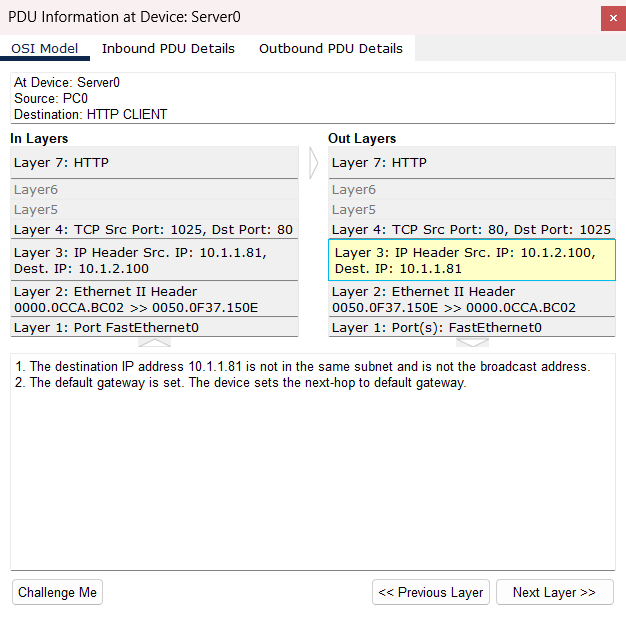 PDU Information at Device: Server0
OSI Model Inbound PDU Details Outbound PDU Details
At Device: Server0
Source: PC0
Destination: HTTP CLIENT
In Layers
Layer 7: HTTP
Layer6
Layer5
Layer 4: TCP Src Port: 1025, Dst Port: 80
Layer 3: IP Header Src. IP: 10.1.1.81,
Dest. IP: 10.1.2.100
Layer 2: Ethernet II Header
0000.0CCA.BC02 >> 0050.0F37.150E
Layer 1: Port FastEthernet0
Out Layers
Layer 7: HTTP
Layer6
Layer5
Layer 4: TCP Src Port: 80, Dst Port: 1025
Layer 3: IP Header Src. IP: 10.1.2.100,
Dest. IP: 10.1.1.81
Layer 2: Ethernet II Header
0050.0F37.150E >> 0000.0CCA.BC02
Layer 1: Port(s): FastEthernet0
1. The destination IP address 10.1.1.81 is not in the same subnet and is not the broadcast address.
2. The default gateway is set. The device sets the next-hop to default gateway.
Challenge Me
<< Previous Layer
Next Layer >>